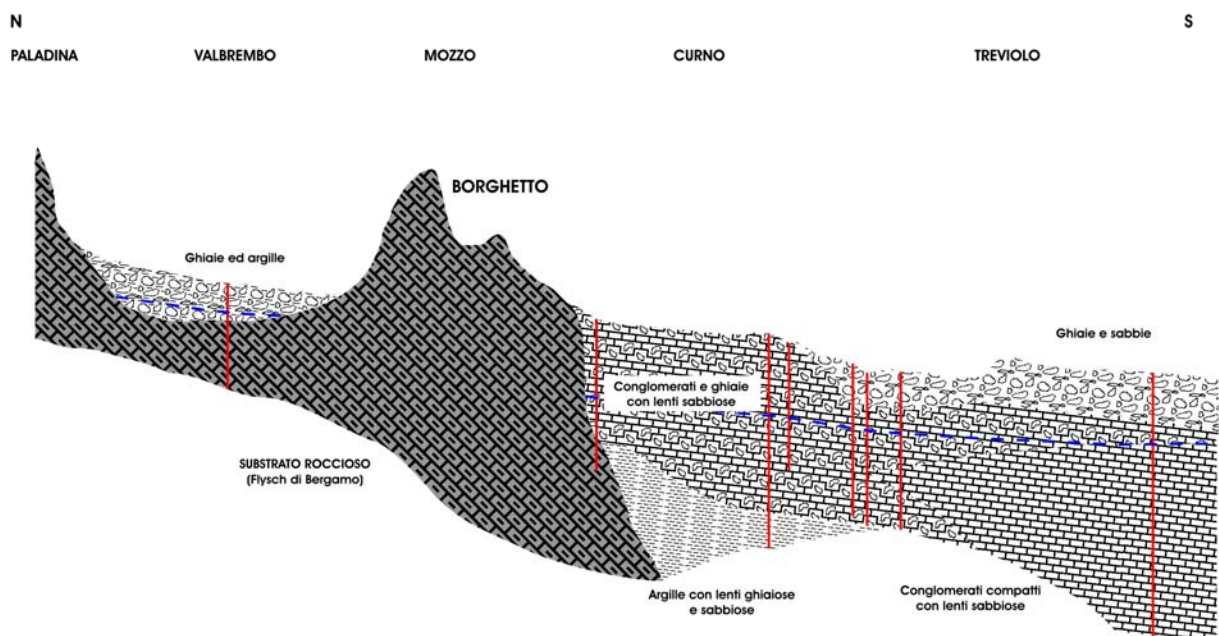 N S
PALADINA VALBREMBO MOZZO CURNO TREVIOLO
BORGHETTO
Ghiaie ed argille
Ghiaie e sabbie
Conglomerati e ghiaie
con lenti sabbiose
SUBSTRATO ROCCIOSO
(Flysch di Bergamo)
Argille con lenti ghiaiose
e sabbiose
Conglomerati compatti
con lenti sabbiose